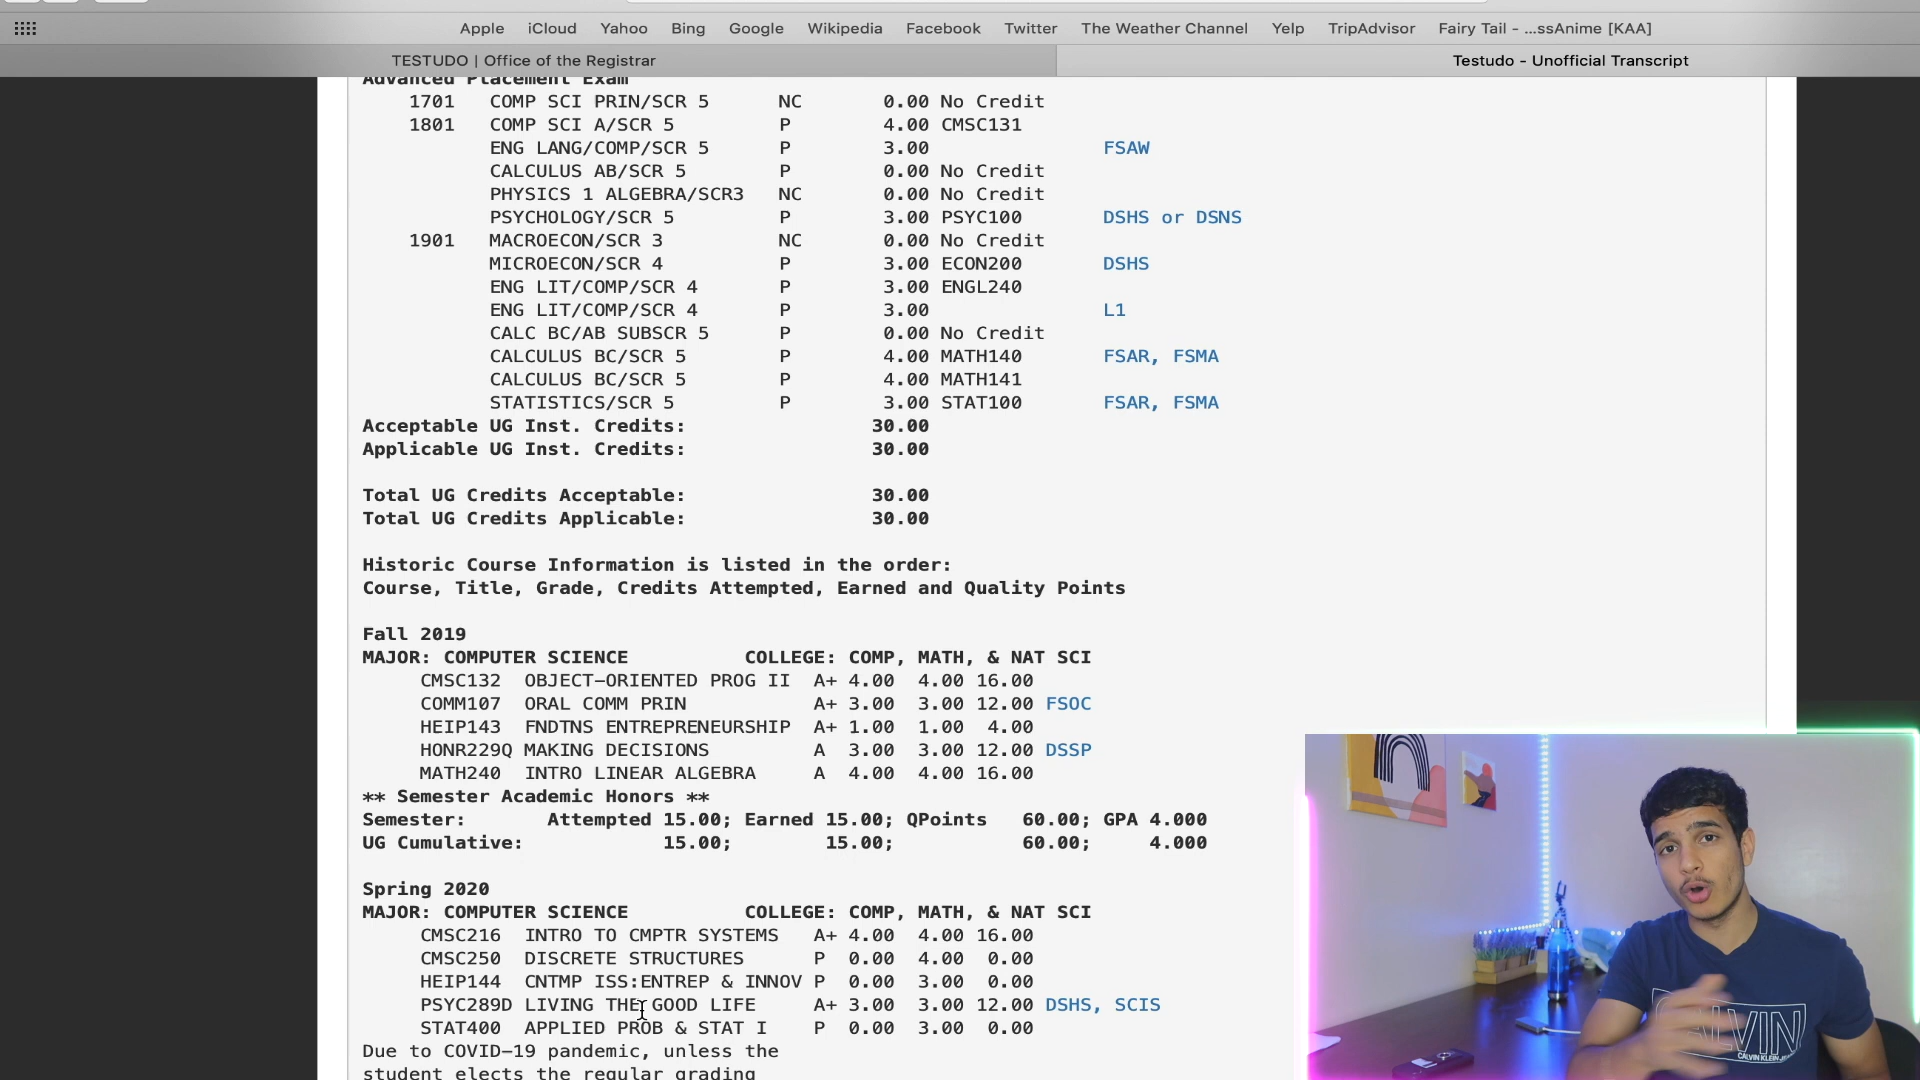 Apple iCloud Yahoo Bing Google Wikipedia Facebook Twitter The Weather Channel Yelp TripAdvisor Fairy Tail - ...ssAnime [KAA]
TESTUDO | Office of the Registrar Testudo - Unofficial Transcript
Advanced Placement Exam
1701 COMP SCI PRIN/SCR 5 NC 0.00 No Credit
1801 COMP SCI A/SCR 5 P 4.00 CMSC131
ENG LANG/COMP/SCR 5 P 3.00 FSAW
CALCULUS AB/SCR 5 P 0.00 No Credit
PHYSICS 1 ALGEBRA/SCR3 NC 0.00 No Credit
PSYCHOLOGY/SCR 5 P 3.00 PSYC100 DSHS or DSNS
1901 MACROECON/SCR 3 NC 0.00 No Credit
MICROECON/SCR 4 P 3.00 ECON200 DSHS
ENG LIT/COMP/SCR 4 P 3.00 ENGL240
ENG LIT/COMP/SCR 4 P 3.00 L1
CALC BC/AB SUBSCR 5 P 0.00 No Credit
CALCULUS BC/SCR 5 P 4.00 MATH140 FSAR, FSMA
CALCULUS BC/SCR 5 P 4.00 MATH141
STATISTICS/SCR 5 P 3.00 STAT100 FSAR, FSMA
Acceptable UG Inst. Credits: 30.00
Applicable UG Inst. Credits: 30.00
Total UG Credits Acceptable: 30.00
Total UG Credits Applicable: 30.00
Historic Course Information is listed in the order:
Course, Title, Grade, Credits Attempted, Earned and Quality Points
Fall 2019
MAJOR: COMPUTER SCIENCE COLLEGE: COMP, MATH, & NAT SCI
CMSC132 OBJECT-ORIENTED PROG II A+ 4.00 4.00 16.00
COMM107 ORAL COMM PRIN A+ 3.00 3.00 12.00 FSOC
HEIP143 FNDTNS ENTREPRENEURSHIP A+ 1.00 1.00 4.00
HONR229Q MAKING DECISIONS A 3.00 3.00 12.00 DSSP
MATH240 INTRO LINEAR ALGEBRA A 4.00 4.00 16.00
** Semester Academic Honors **
Semester: Attempted 15.00; Earned 15.00; QPoints 60.00; GPA 4.000
UG Cumulative: 15.00; 15.00; 60.00; 4.000
Spring 2020
MAJOR: COMPUTER SCIENCE COLLEGE: COMP, MATH, & NAT SCI
CMSC216 INTRO TO CMPTR SYSTEMS A+ 4.00 4.00 16.00
CMSC250 DISCRETE STRUCTURES P 0.00 4.00 0.00
HEIP144 CNTMP ISS:ENTREP & INNOV P 0.00 3.00 0.00
PSYC289D LIVING THE GOOD LIFE A+ 3.00 3.00 12.00 DSHS, SCIS
STAT400 APPLIED PROB & STAT I P 0.00 3.00 0.00
Due to COVID-19 pandemic, unless the
student elects the regular grading
CALVIN
CALVIN KLEIN